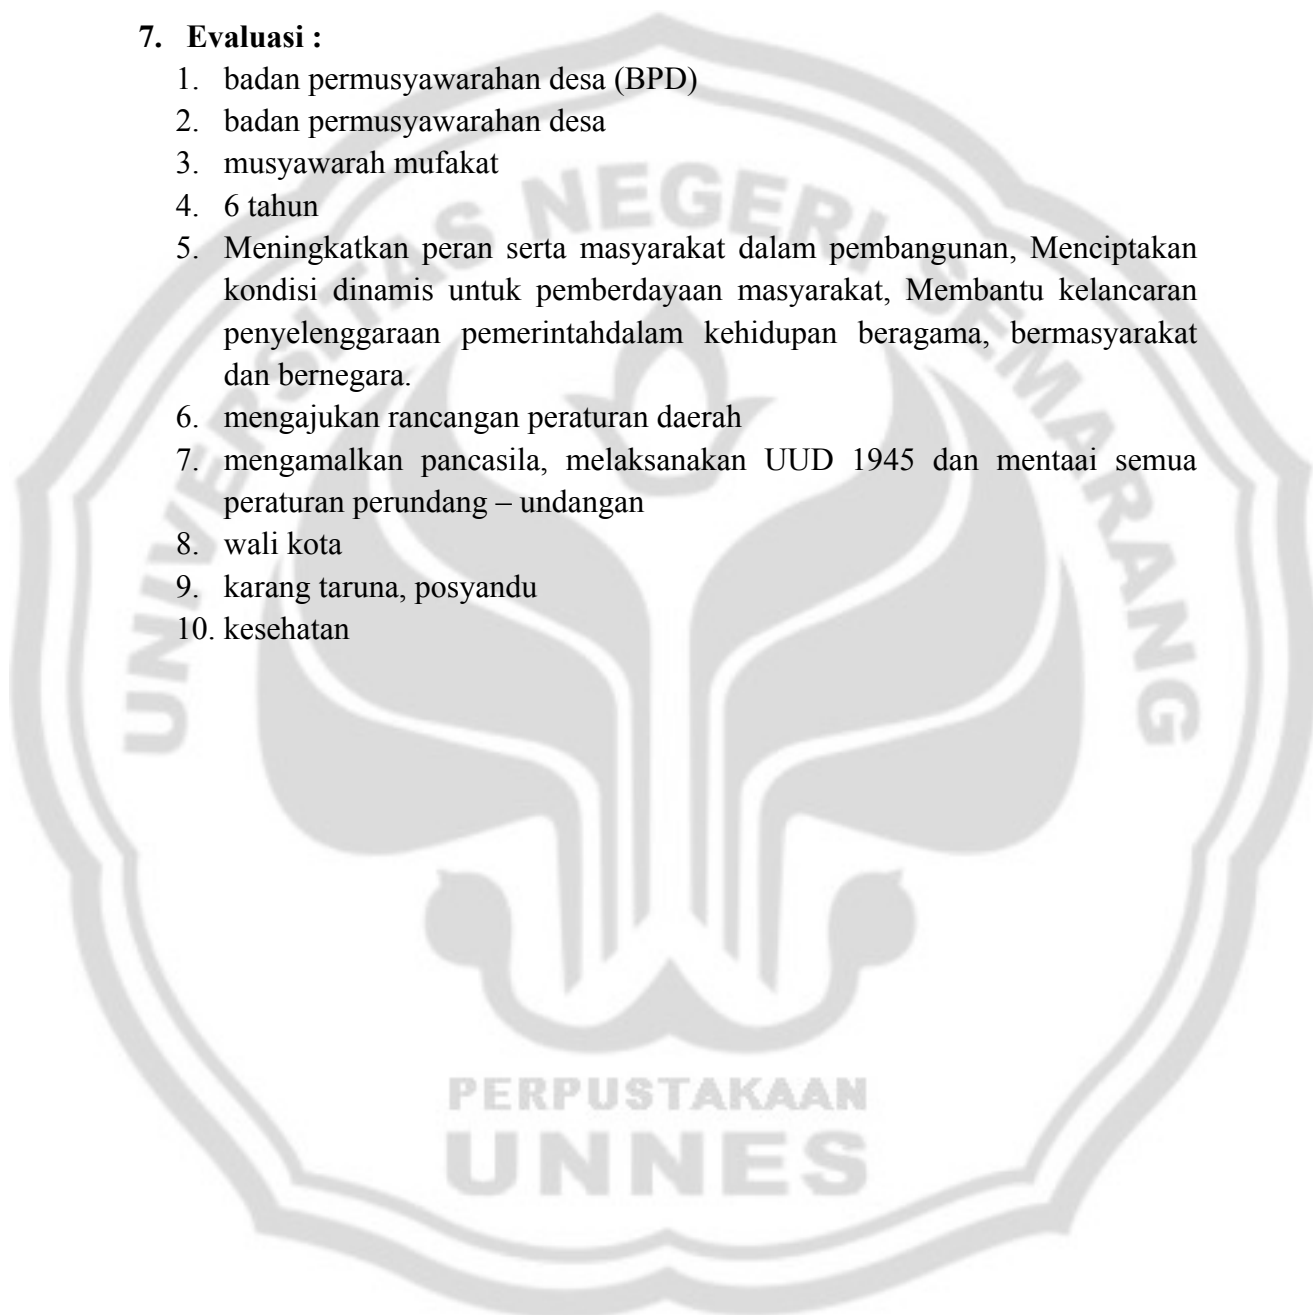 7. Evaluasi :
1. badan permusyawarahan desa (BPD)
2. badan permusyawarahan desa
3. musyawarah mufakat
4. 6 tahun
5. Meningkatkan peran serta masyarakat dalam pembangunan, Menciptakan
kondisi dinamis untuk pemberdayaan masyarakat, Membantu kelancaran
penyelenggaraan pemerintahdalam kehidupan beragama, bermasyarakat
dan bernegara.
6. mengajukan rancangan peraturan daerah
7. mengamalkan pancasila, melaksanakan UUD 1945 dan mentaai semua
peraturan perundang – undangan
8. wali kota
9. karang taruna, posyandu
10. kesehatan
UNIVERSITAS NEGERI SEMARANG
PERPUSTAKAAN
UNNES